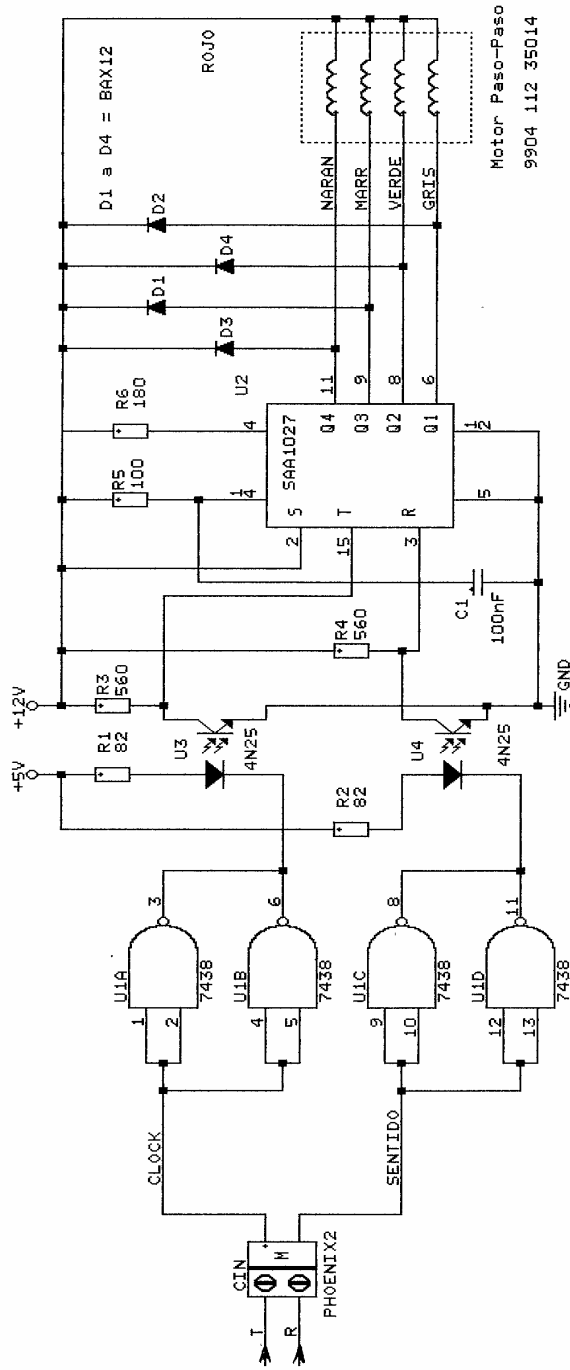 T
R
CIN
M
PHOENIX2
CLOCK
SENTIDO
U1A
1
2
3
7438
U1B
4
5
6
7438
U1C
9
10
8
7438
U1D
12
13
11
7438
+5V
R1
82
R2
82
U3
4N25
U4
4N25
+12V
R3
560
R4
560
GND
C1
100nF
R5
100
R6
180
U2
SAA1027
14
4
2
S
15
T
3
R
5
12
Q4
11
Q3
9
Q2
8
Q1
6
D3
D1
D4
D2
D1 a D4 = BAX12
ROJO
NARAN
MARR
VERDE
GRIS
Motor Paso-Paso
9904 112 35014